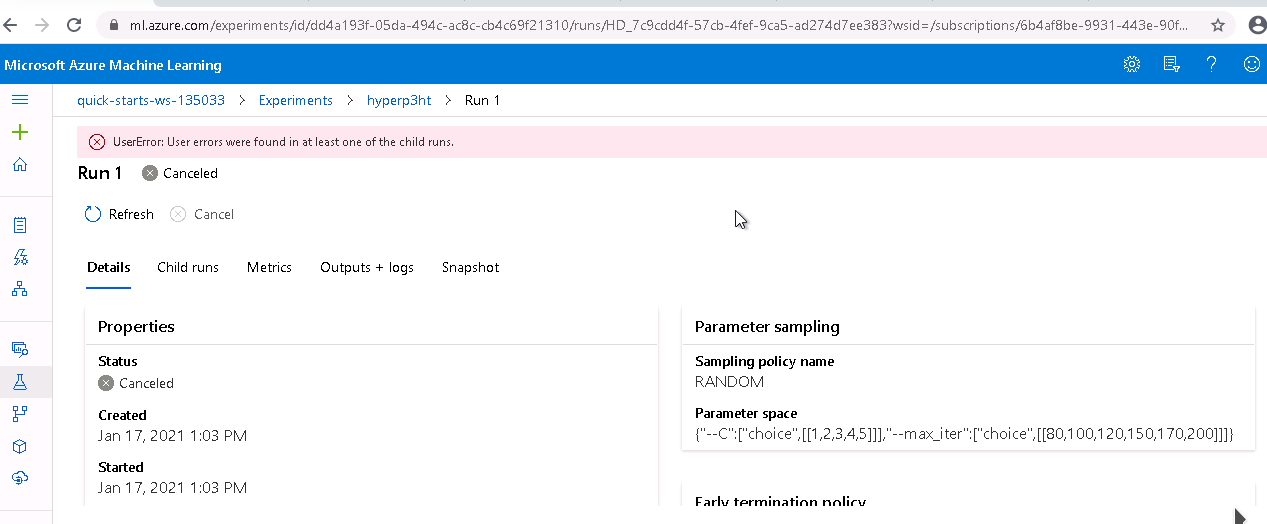 ml.azure.com/experiments/id/dd4a193f-05da-494c-ac8c-cb4c69f21310/runs/HD_7c9cdd4f-57cb-4fef-9ca5-ad274d7ee383?wsid=/subscriptions/6b4af8be-9931-443e-90f...
Microsoft Azure Machine Learning
quick-starts-ws-135033 > Experiments > hyperp3ht > Run 1
UserError: User errors were found in at least one of the child runs.
Run 1 Canceled
Refresh Cancel
Details Child runs Metrics Outputs + logs Snapshot
Properties
Status
Canceled
Created
Jan 17, 2021 1:03 PM
Started
Jan 17, 2021 1:03 PM
Parameter sampling
Sampling policy name
RANDOM
Parameter space
{"--C":["choice",[[1,2,3,4,5]]],"--max_iter":["choice",[[80,100,120,150,170,200]]]}
Early termination policy